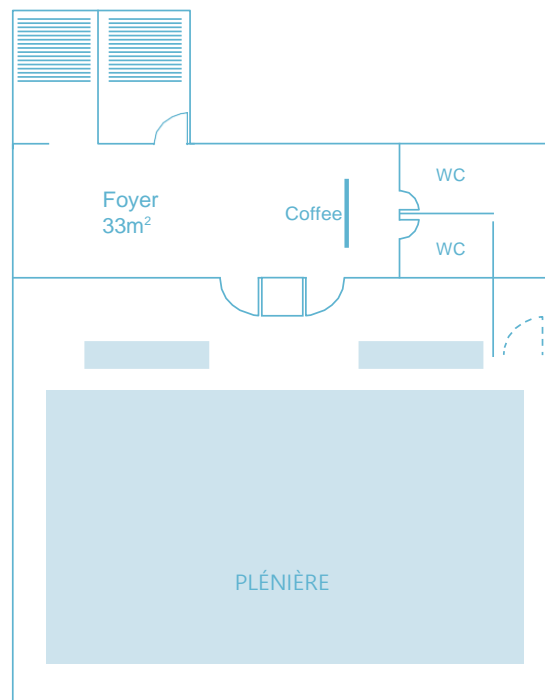 WC
Foyer
33m²
Coffee
WC
PLÉNIÈRE